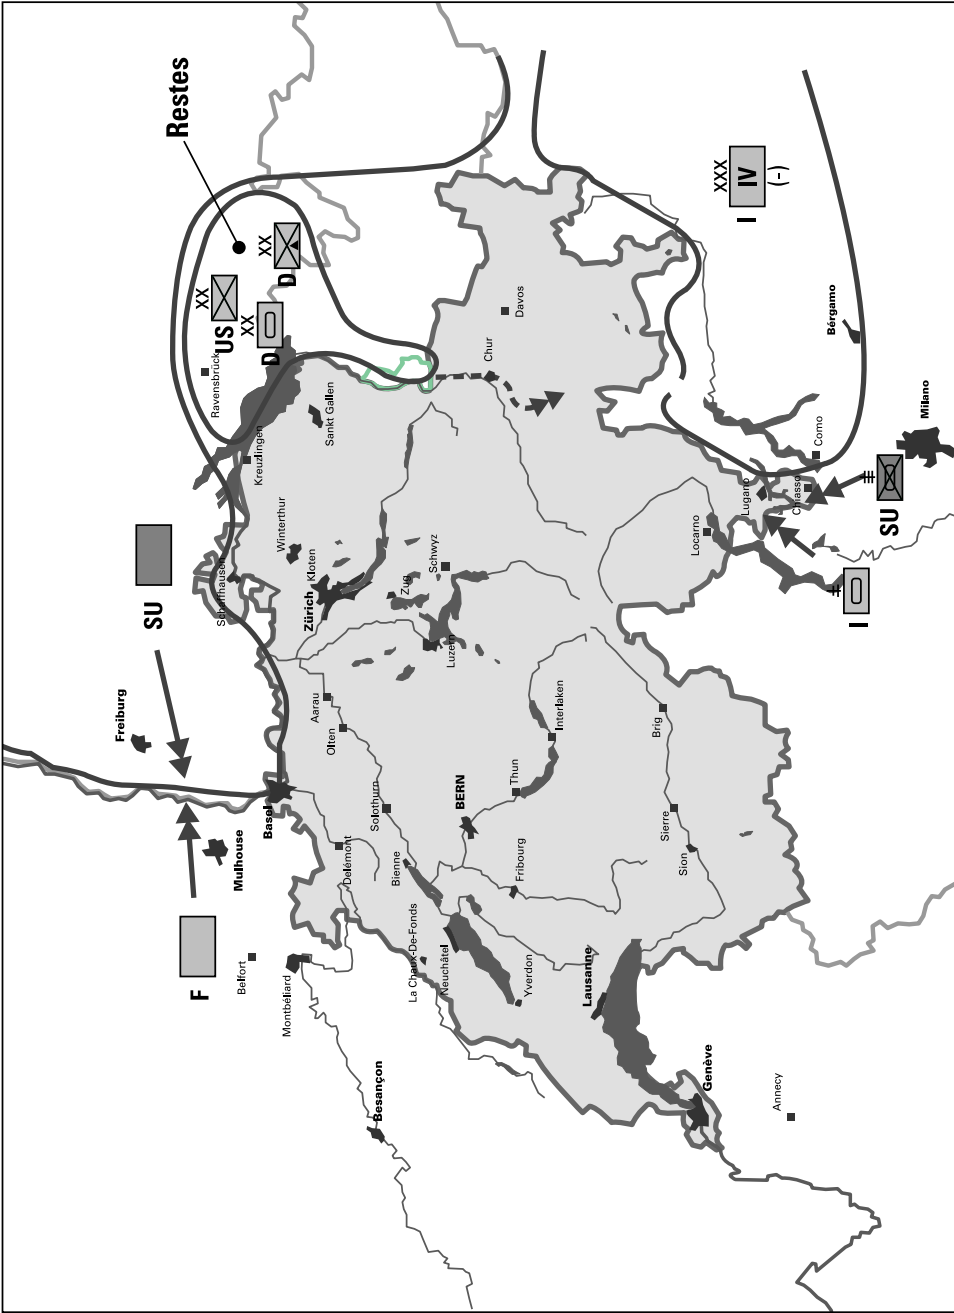 Restes
XX
D
XX
US
XX
D
XXX
IV
(-)
I
Ravensbrück
Kreuzlingen
Sankt Gallen
Davos
Chur
Bérgamo
Milano
Como
Chiasso
Lugano
Locarno
SU
I
SU
Schaffhausen
Winterthur
Kloten
Zürich
Zug
Schwyz
Luzern
Freiburg
Aarau
Olten
Interlaken
Brig
Thun
BERN
Solothurn
Basel
Mulhouse
Delémont
Bienne
Fribourg
Sierre
Sion
F
Belfort
Montbéliard
La Chaux-De-Fonds
Neuchâtel
Yverdon
Lausanne
Besançon
Genève
Annecy